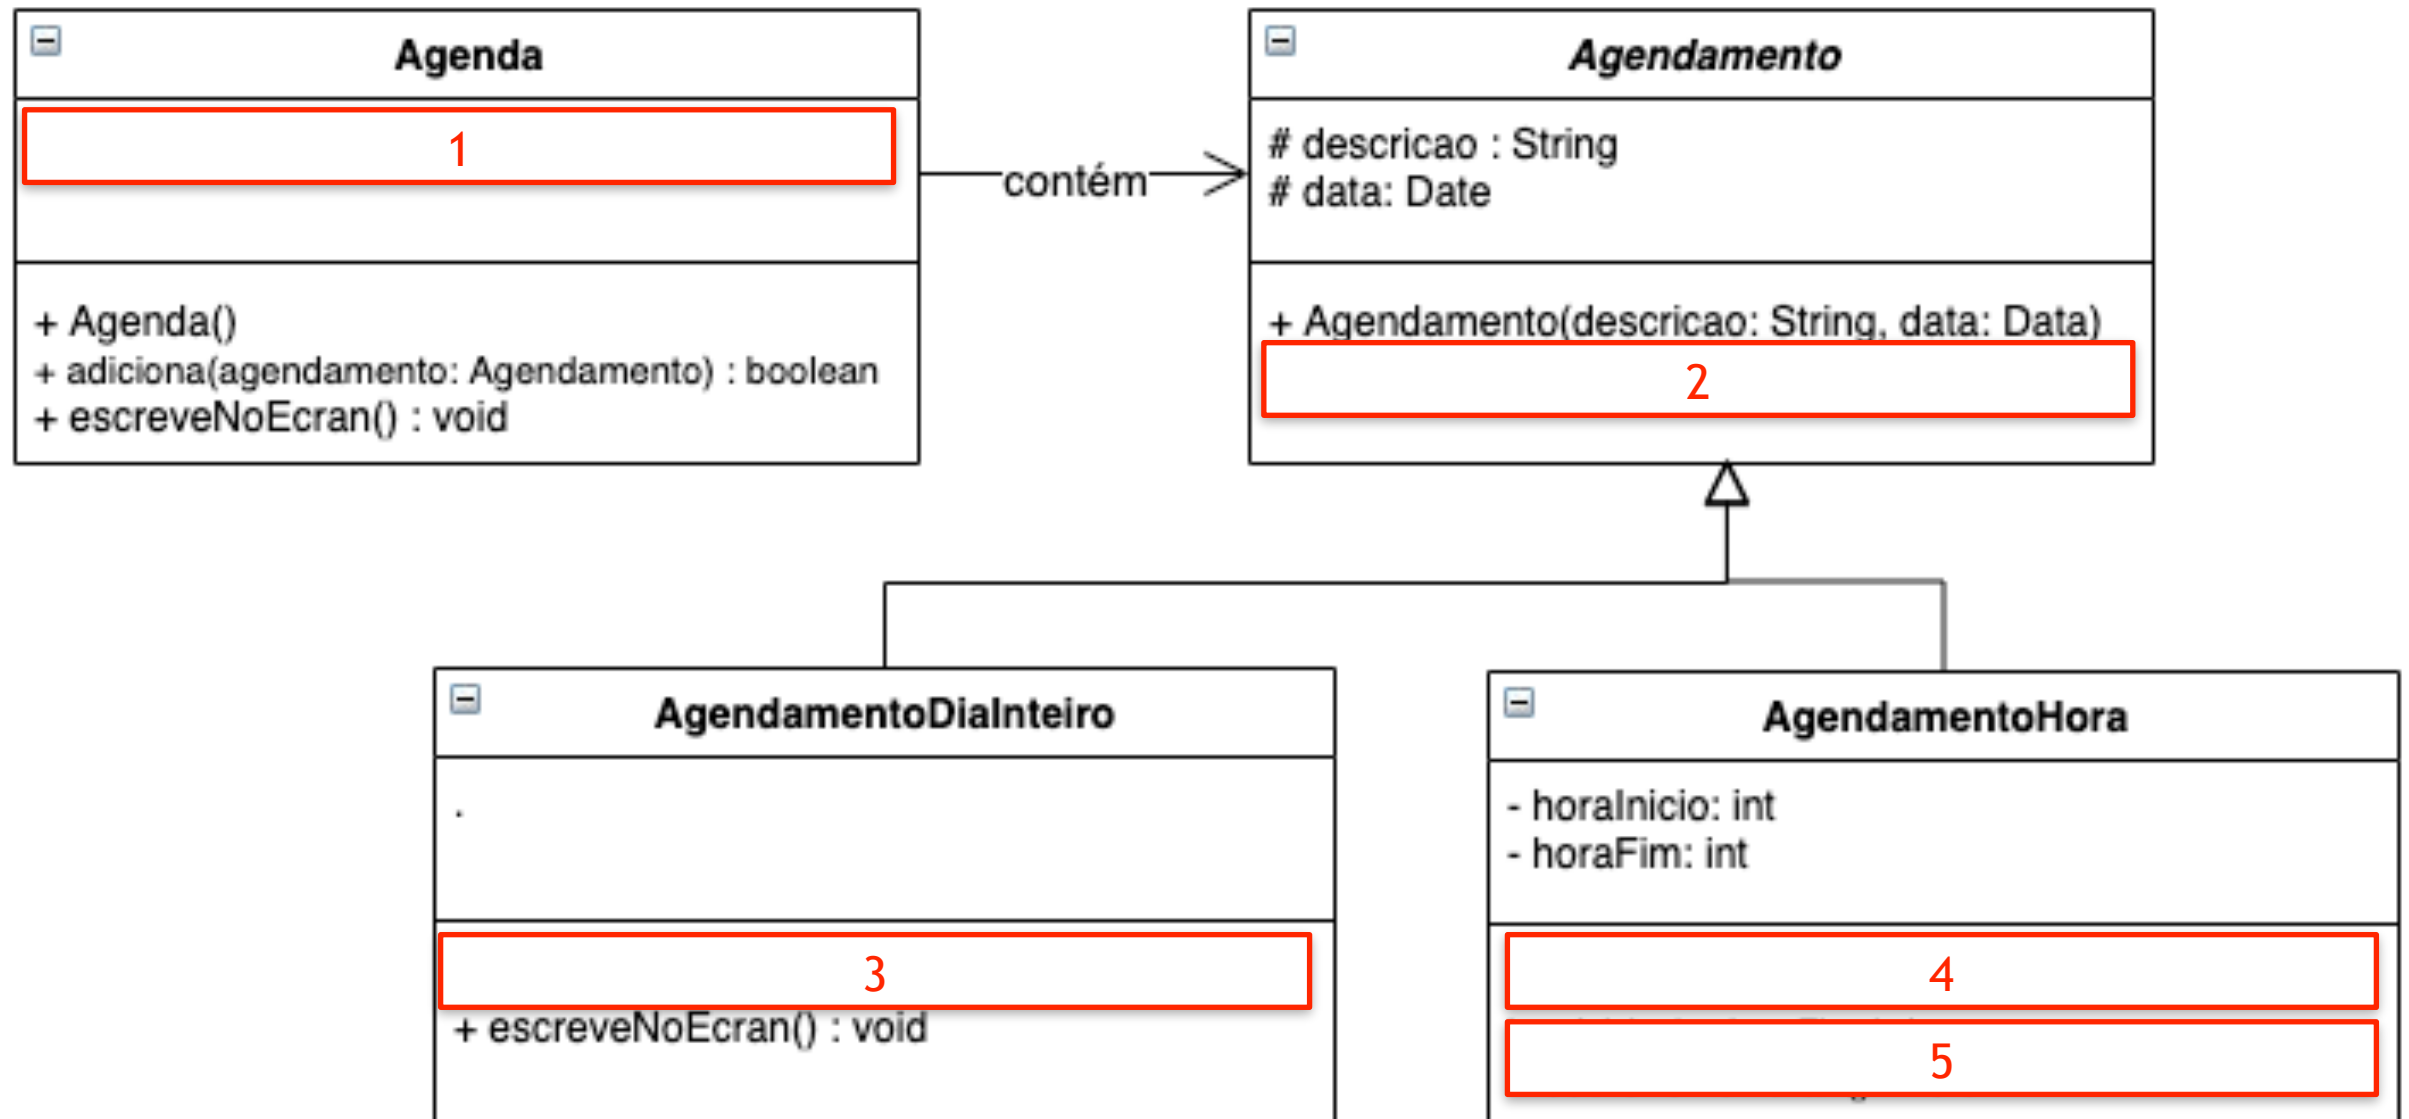 Agenda
1
+ Agenda()
+ adiciona(agendamento: Agendamento) : boolean
+ escreveNoEcran() : void
contém
Agendamento
# descricao : String
# data: Date
+ Agendamento(descricao: String, data: Data)
2
AgendamentoDiaInteiro
.
3
+ escreveNoEcran() : void
AgendamentoHora
- horaInicio: int
- horaFim: int
4
5